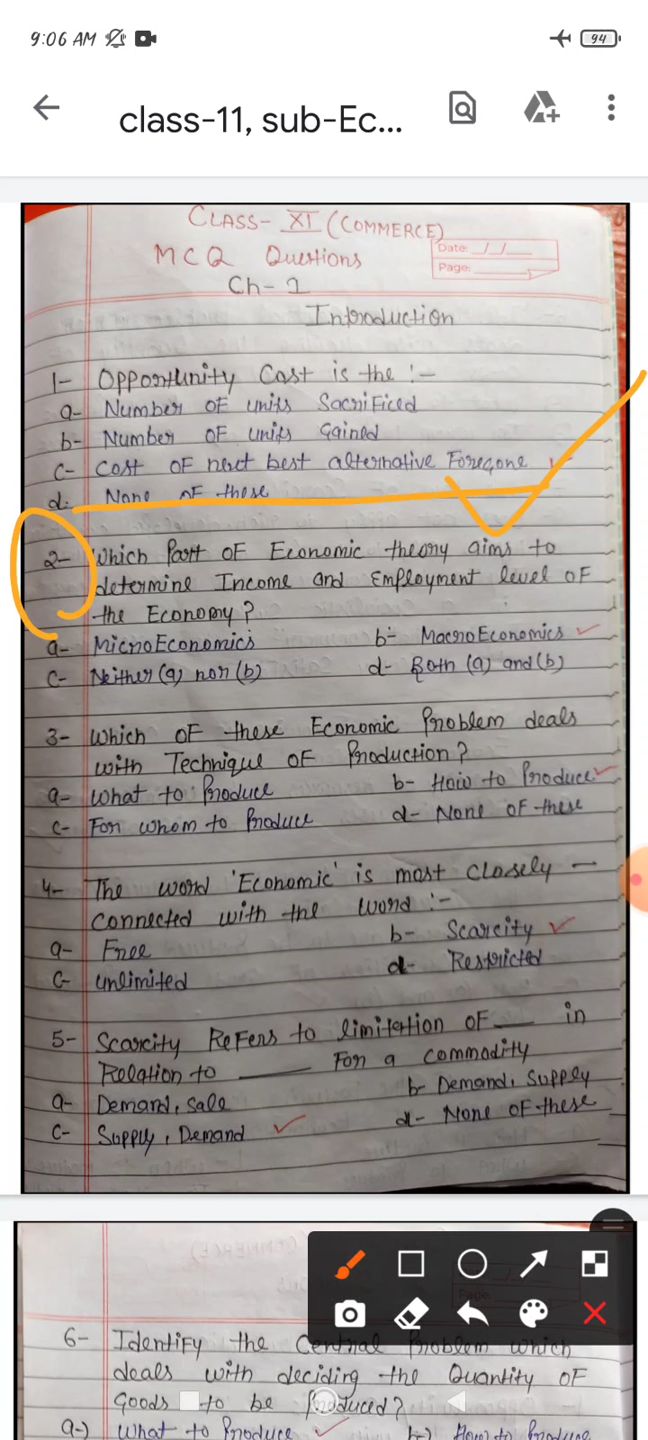 9:06 AM
94
class-11, sub-Ec...
CLASS- XI (COMMERCE)
MCQ Questions
Date: __/__/__
Page: ______
Ch- 1
Introduction
1- Opportunity Cost is the :-
a- Number of units Sacrificed
b- Number of units Gained
c- Cost of next best alternative Foregone
d. None of these
2- Which Part of Economic theory aims to
determine Income and Employment level of
the Economy ?
a- MicroEconomics b- MacroEconomics
c- Neither (a) nor (b) d- Both (a) and (b)
3- Which of these Economic Problem deals
with Technique of Production ?
a- What to Produce b- How to Produce
c- For whom to Produce d- None of these
4- The word 'Economic' is most closely -
connected with the word :-
a- Free b- Scarcity
c- unlimited d- Restricted
5- Scarcity Refers to limitation of ___ in
Relation to ____ For a commodity
a- Demand, Sale b- Demand, Supply
c- Supply, Demand d- None of these
6- Identify the Central Problem which
deals with deciding the Quantity of
Goods to be Produced ?
a-) What to Produce b-) How to Produce